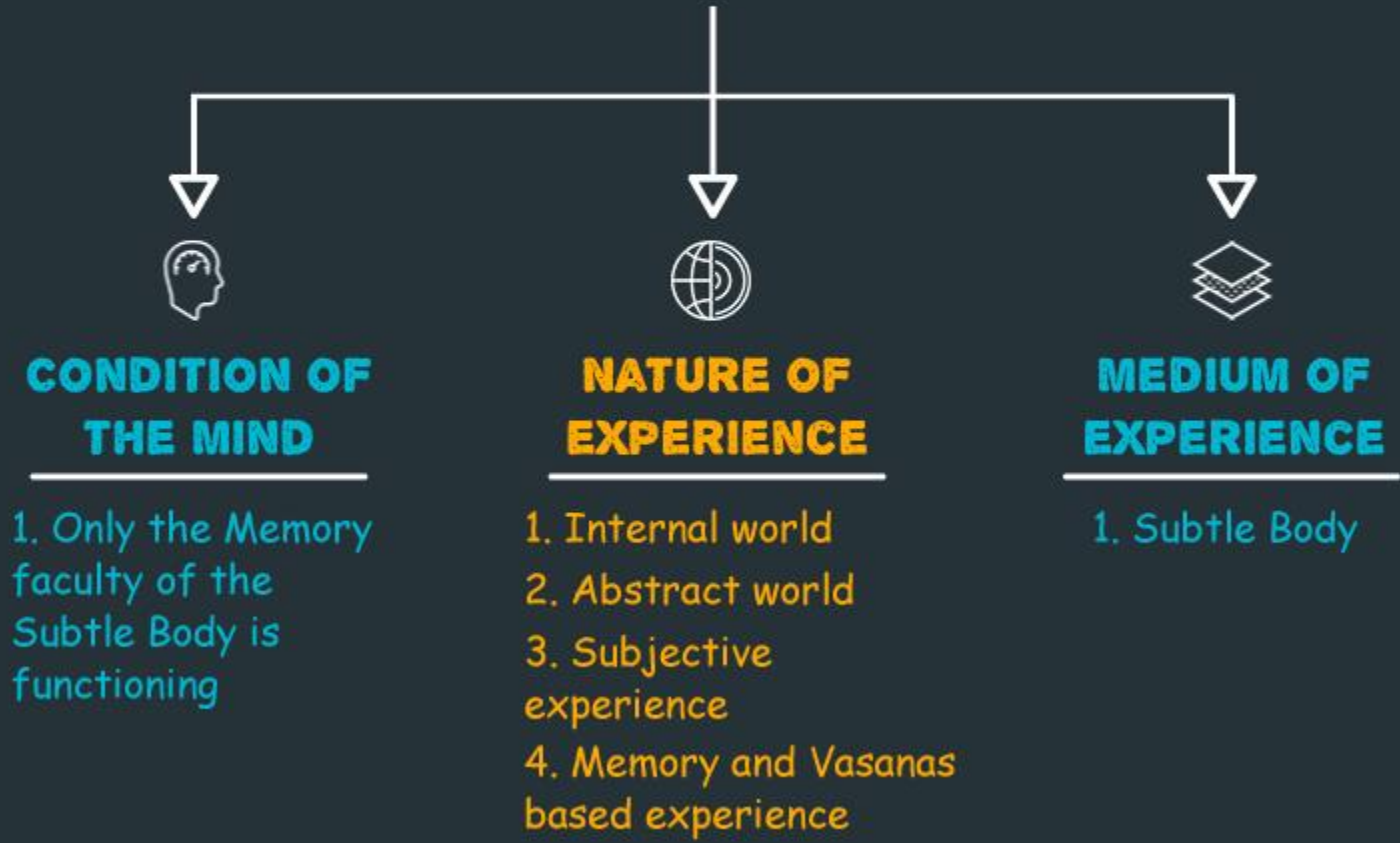 CONDITION OF
THE MIND
1. Only the Memory
faculty of the
Subtle Body is
functioning
NATURE OF
EXPERIENCE
1. Internal world
2. Abstract world
3. Subjective
experience
4. Memory and Vasanas
based experience
MEDIUM OF
EXPERIENCE
1. Subtle Body